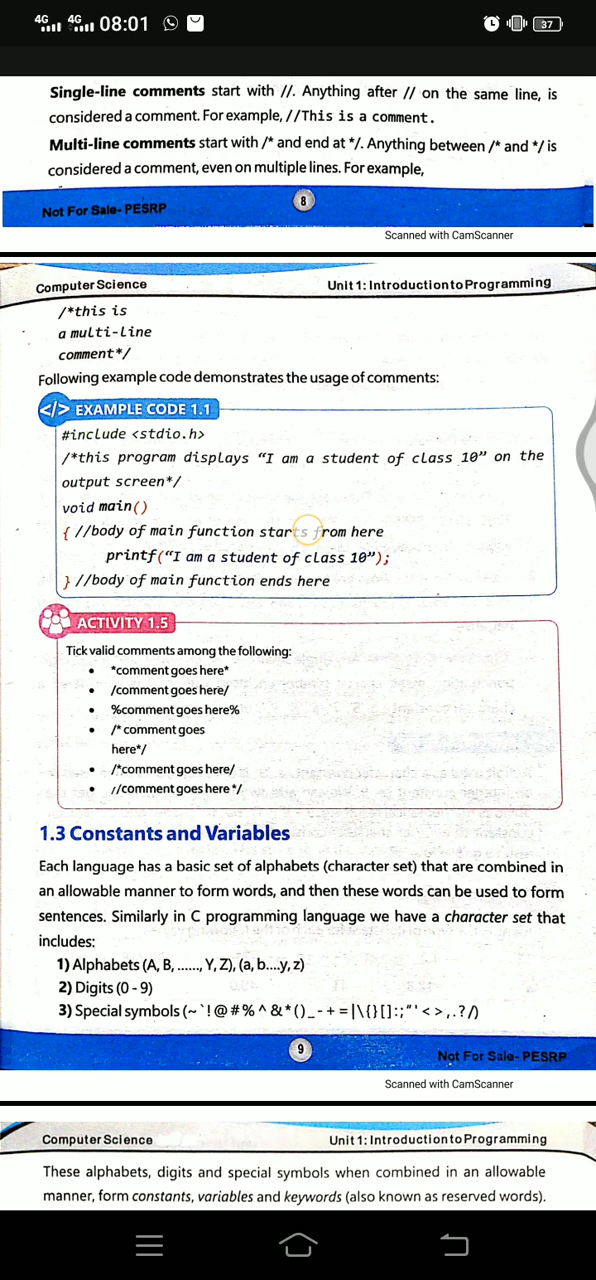 4G 4G 08:01 37
Single-line comments start with //. Anything after // on the same line, is
considered a comment. For example, //This is a comment.
Multi-line comments start with /* and end at */. Anything between /* and */ is
considered a comment, even on multiple lines. For example,
Not For Sale- PESRP 8
Scanned with CamScanner
Computer Science Unit 1: Introduction to Programming
/*this is
a multi-line
comment*/
Following example code demonstrates the usage of comments:
</> EXAMPLE CODE 1.1
#include <stdio.h>
/*this program displays “I am a student of class 10” on the
output screen*/
void main()
{ //body of main function starts from here
printf(“I am a student of class 10”);
} //body of main function ends here
ACTIVITY 1.5
Tick valid comments among the following:
• *comment goes here*
• /comment goes here/
• %comment goes here%
• /* comment goes
here*/
• /*comment goes here/
• //comment goes here */
1.3 Constants and Variables
Each language has a basic set of alphabets (character set) that are combined in
an allowable manner to form words, and then these words can be used to form
sentences. Similarly in C programming language we have a character set that
includes:
1) Alphabets (A, B, ......, Y, Z), (a, b....y, z)
2) Digits (0 - 9)
3) Special symbols (~ ` ! @ # % ^ & * ( ) _ - + = | \ { } [ ] : ; " ' < > , . ? /)
9 Not For Sale- PESRP
Scanned with CamScanner
Computer Science Unit 1: Introduction to Programming
These alphabets, digits and special symbols when combined in an allowable
manner, form constants, variables and keywords (also known as reserved words).